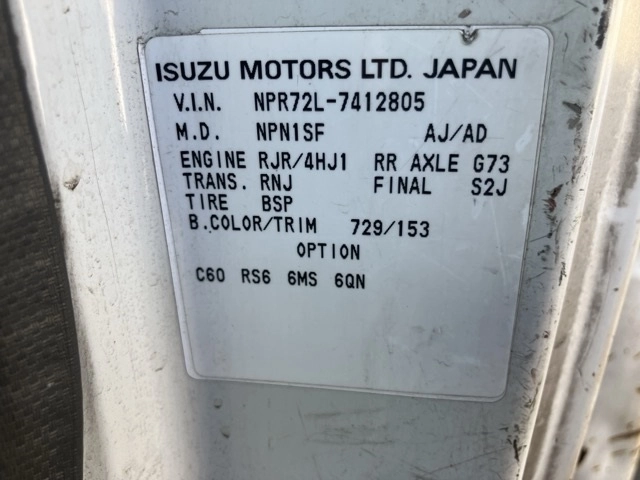 ISUZU MOTORS LTD. JAPAN
V.I.N. NPR72L-7412805
M.D. NPN1SF AJ/AD
ENGINE RJR/4HJ1 RR AXLE G73
TRANS. RNJ FINAL S2J
TIRE BSP
B.COLOR/TRIM 729/153
OPTION
C60 RS6 6MS 6QN